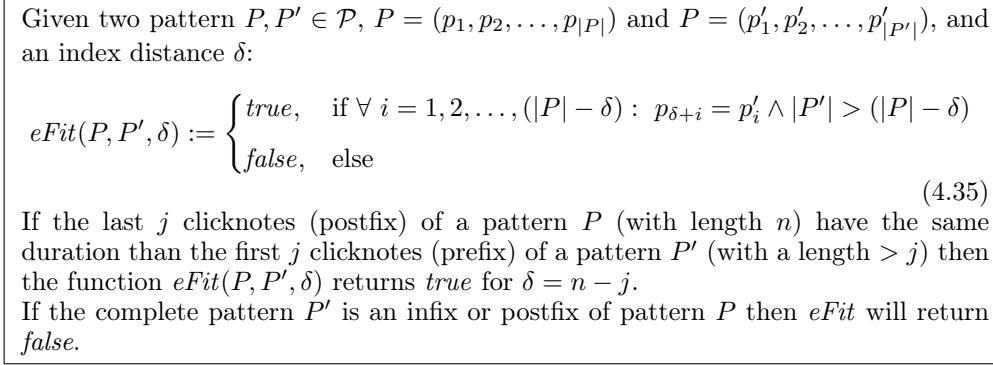 Given two pattern P, P′ ∈ 𝒫, P = (p₁, p₂, . . . , p_{|P|}) and P = (p′₁, p′₂, . . . , p′_{|P′|}), and
an index distance δ:
eFit(P, P′, δ) := { true, if ∀ i = 1, 2, . . . , (|P| − δ) : p_{δ+i} = p′_i ∧ |P′| > (|P| − δ)
false, else
(4.35)
If the last j clicknotes (postfix) of a pattern P (with length n) have the same
duration than the first j clicknotes (prefix) of a pattern P′ (with a length > j) then
the function eFit(P, P′, δ) returns true for δ = n − j.
If the complete pattern P′ is an infix or postfix of pattern P then eFit will return
false.